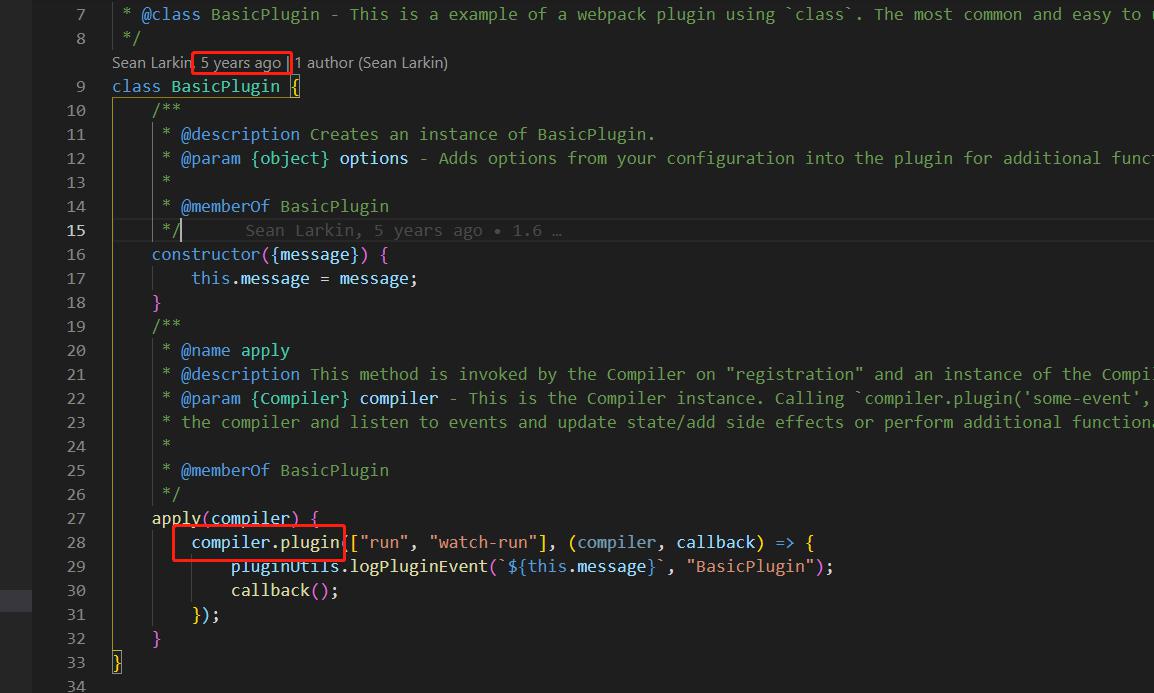 7 * @class BasicPlugin - This is a example of a webpack plugin using `class`. The most common and easy to
8 */
Sean Larkin, 5 years ago | 1 author (Sean Larkin)
9 class BasicPlugin {
10 /**
11 * @description Creates an instance of BasicPlugin.
12 * @param {object} options - Adds options from your configuration into the plugin for additional func
13 *
14 * @memberOf BasicPlugin
15 */ Sean Larkin, 5 years ago • 1.6 …
16 constructor({message}) {
17 this.message = message;
18 }
19 /**
20 * @name apply
21 * @description This method is invoked by the Compiler on "registration" and an instance of the Compi
22 * @param {Compiler} compiler - This is the Compiler instance. Calling `compiler.plugin('some-event',
23 * the compiler and listen to events and update state/add side effects or perform additional function
24 *
25 * @memberOf BasicPlugin
26 */
27 apply(compiler) {
28 compiler.plugin(["run", "watch-run"], (compiler, callback) => {
29 pluginUtils.logPluginEvent(`${this.message}`, "BasicPlugin");
30 callback();
31 });
32 }
33 }
34